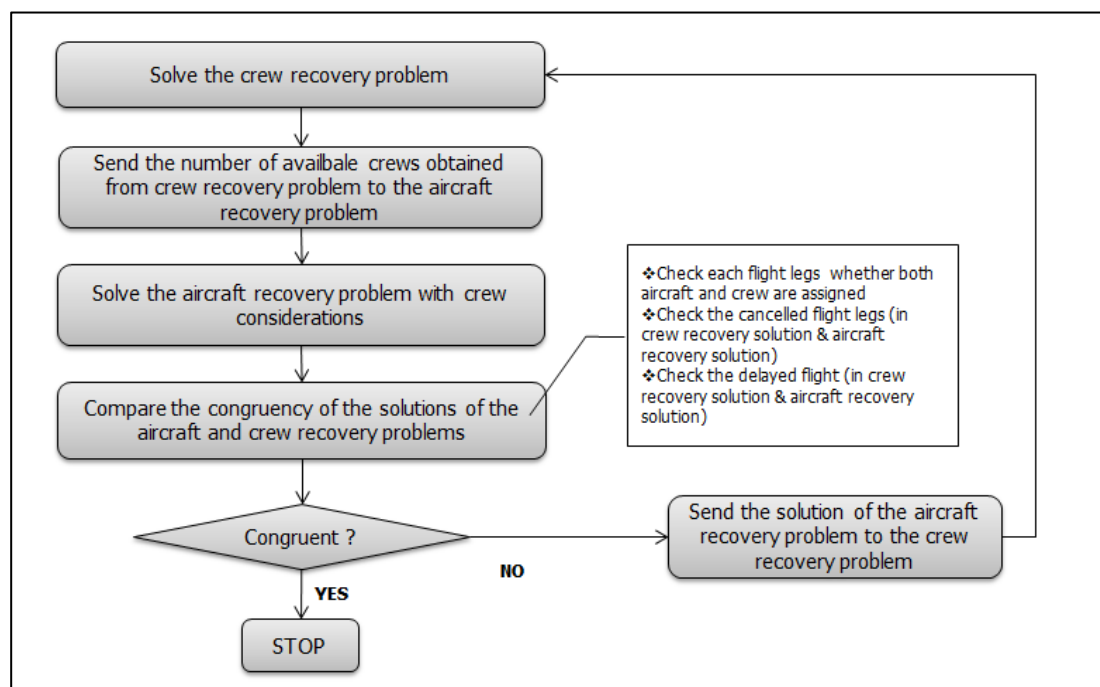 Solve the crew recovery problem
Send the number of availbale crews obtained
from crew recovery problem to the aircraft
recovery problem
Solve the aircraft recovery problem with crew
considerations
❖Check each flight legs whether both
aircraft and crew are assigned
❖Check the cancelled flight legs (in
crew recovery solution & aircraft
recovery solution)
❖Check the delayed flight (in crew
recovery solution & aircraft recovery
solution)
Compare the congruency of the solutions of the
aircraft and crew recovery problems
Congruent ?
NO
Send the solution of the aircraft
recovery problem to the crew
recovery problem
YES
STOP